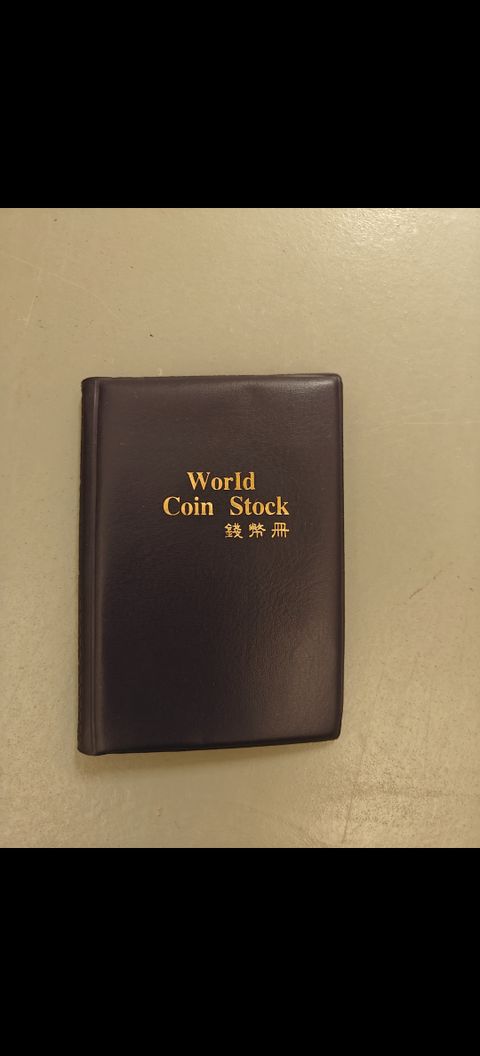 World
Coin Stock
錢幣冊